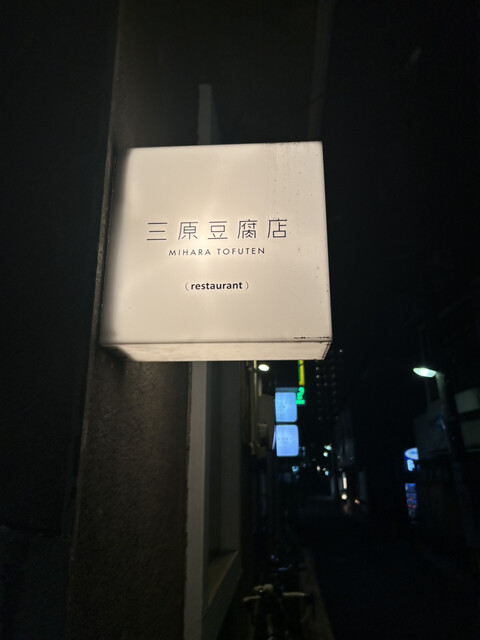 三原豆腐店
MIHARA TOFUTEN
(restaurant)